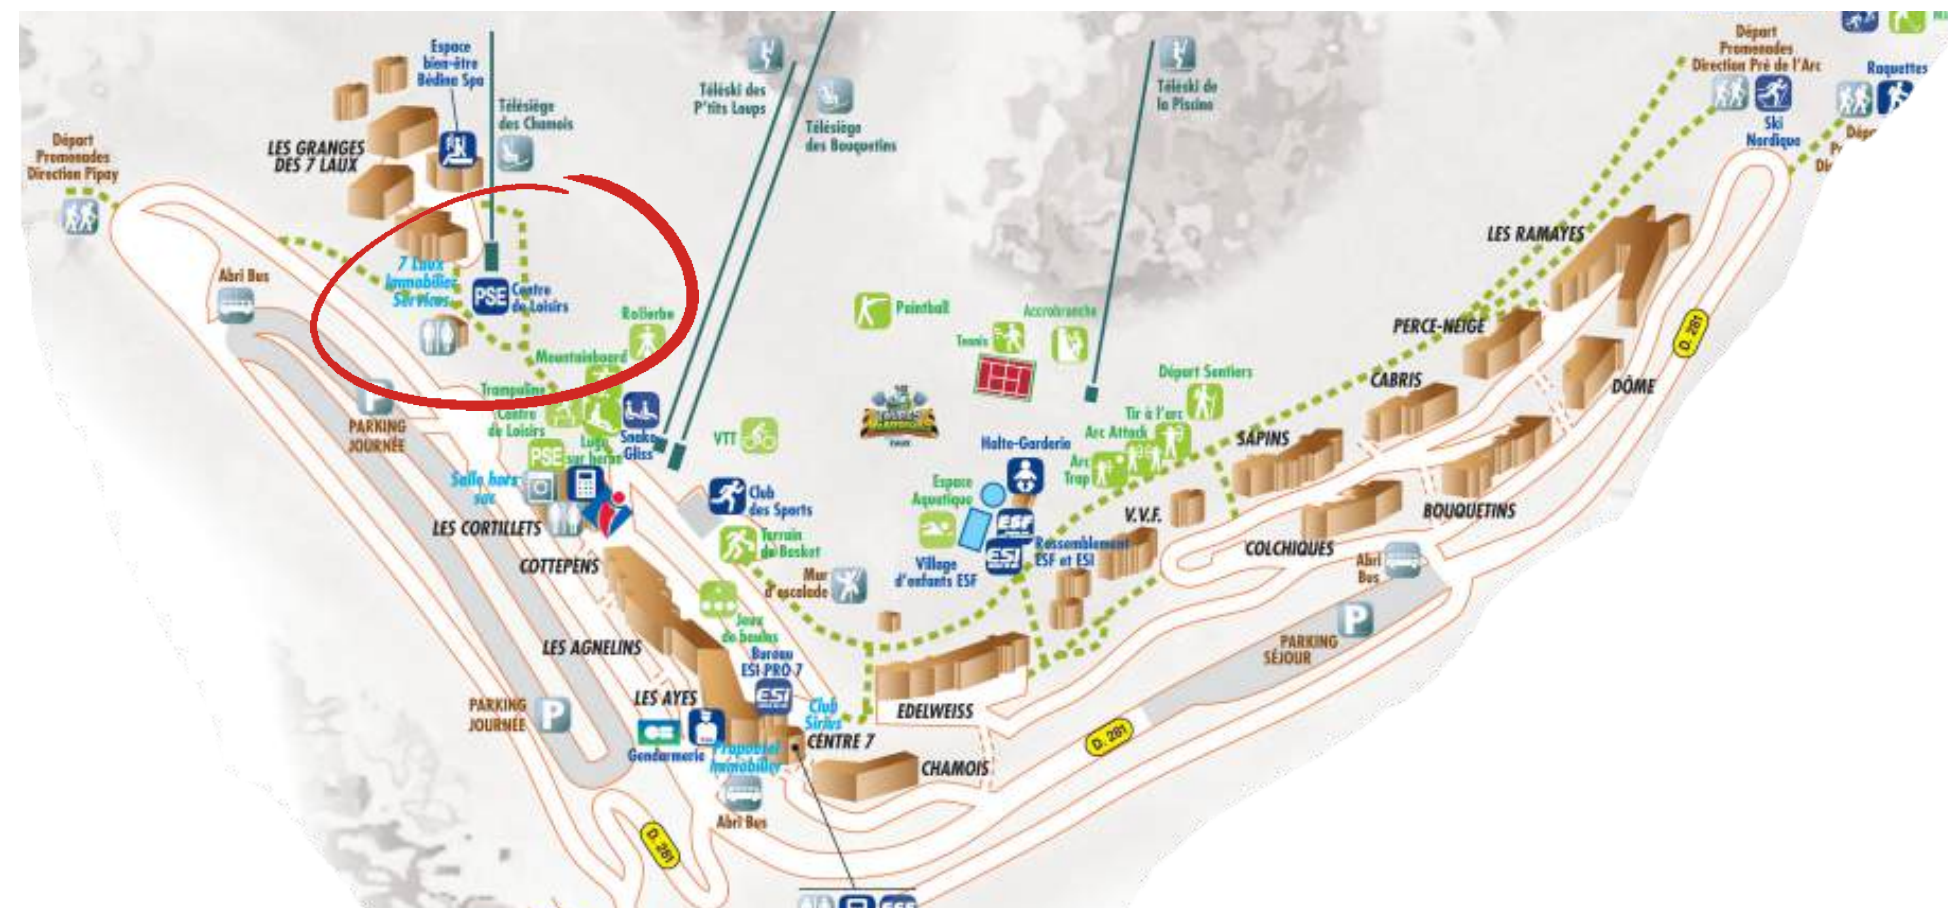 Espace
bien-être
Bédina Spa
LES GRANGES
DES 7 LAUX
Télésiège
des Chamois
Départ
Promenades
Direction Pipay
Abri Bus
7 Laux
Immobilier
Services
PSE
Centre
de Loisirs
Téléski des
P'tits Loups
Télésiège
des Bouquetins
Téléski de
la Piscine
Départ
Promenades
Direction Pré de l'Arc
Ski
Nordique
Raquettes
Rollerbe
Mountainboard
Trampoline
Centre
de Loisirs
PSE
Luge
sur herbe
Snake
Gliss
PARKING
JOURNÉE
Salle hors
sac
LES CORTILLETS
COTTEPENS
LES AGNELINS
LES AYES
PARKING
JOURNÉE
P
P
Gendarmerie
Proposer
Immobilier
Abri Bus
D. 281
VTT
Club
des Sports
Terrain
de Basket
Mur
d'escalade
Jeux
de boules
Bureau
ESI PRO 7
ESI
Club
Sirius
CENTRE 7
CHAMOIS
EDELWEISS
Paintball
Tennis
Accrobranche
Halte-Garderie
Espace
Aquatique
Village
d'enfants ESF
ESF
ESI
Rassemblement
ESF et ESI
Départ Sentiers
Tir à l'arc
Arc Attack
Arc
Trap
V.V.F.
SAPINS
CABRIS
PERCE-NEIGE
LES RAMAYES
DÔME
BOUQUETINS
COLCHIQUES
Abri
Bus
P
PARKING
SÉJOUR
D. 281
D. 281
ESF